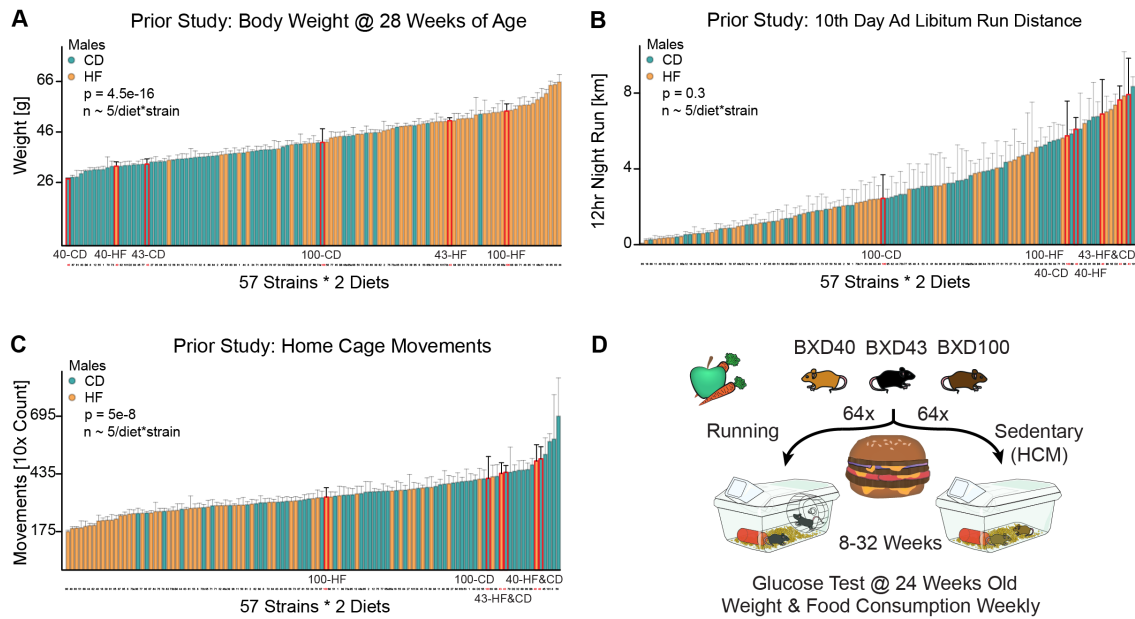 A
Prior Study: Body Weight @ 28 Weeks of Age
Males
CD
HF
p = 4.5e-16
n ~ 5/diet*strain
Weight [g]
66
46
26
40-CD 40-HF 43-CD 100-CD 43-HF 100-HF
57 Strains * 2 Diets
B
Prior Study: 10th Day Ad Libitum Run Distance
Males
CD
HF
p = 0.3
n ~ 5/diet*strain
12hr Night Run [km]
8
4
0
100-CD 100-HF 43-HF&CD
40-CD 40-HF
57 Strains * 2 Diets
C
Prior Study: Home Cage Movements
Males
CD
HF
p = 5e-8
n ~ 5/diet*strain
Movements [10x Count]
695
435
175
100-HF 100-CD 40-HF&CD
43-HF&CD
57 Strains * 2 Diets
D
BXD40 BXD43 BXD100
64x 64x
Running
Sedentary
(HCM)
8-32 Weeks
Glucose Test @ 24 Weeks Old
Weight & Food Consumption Weekly